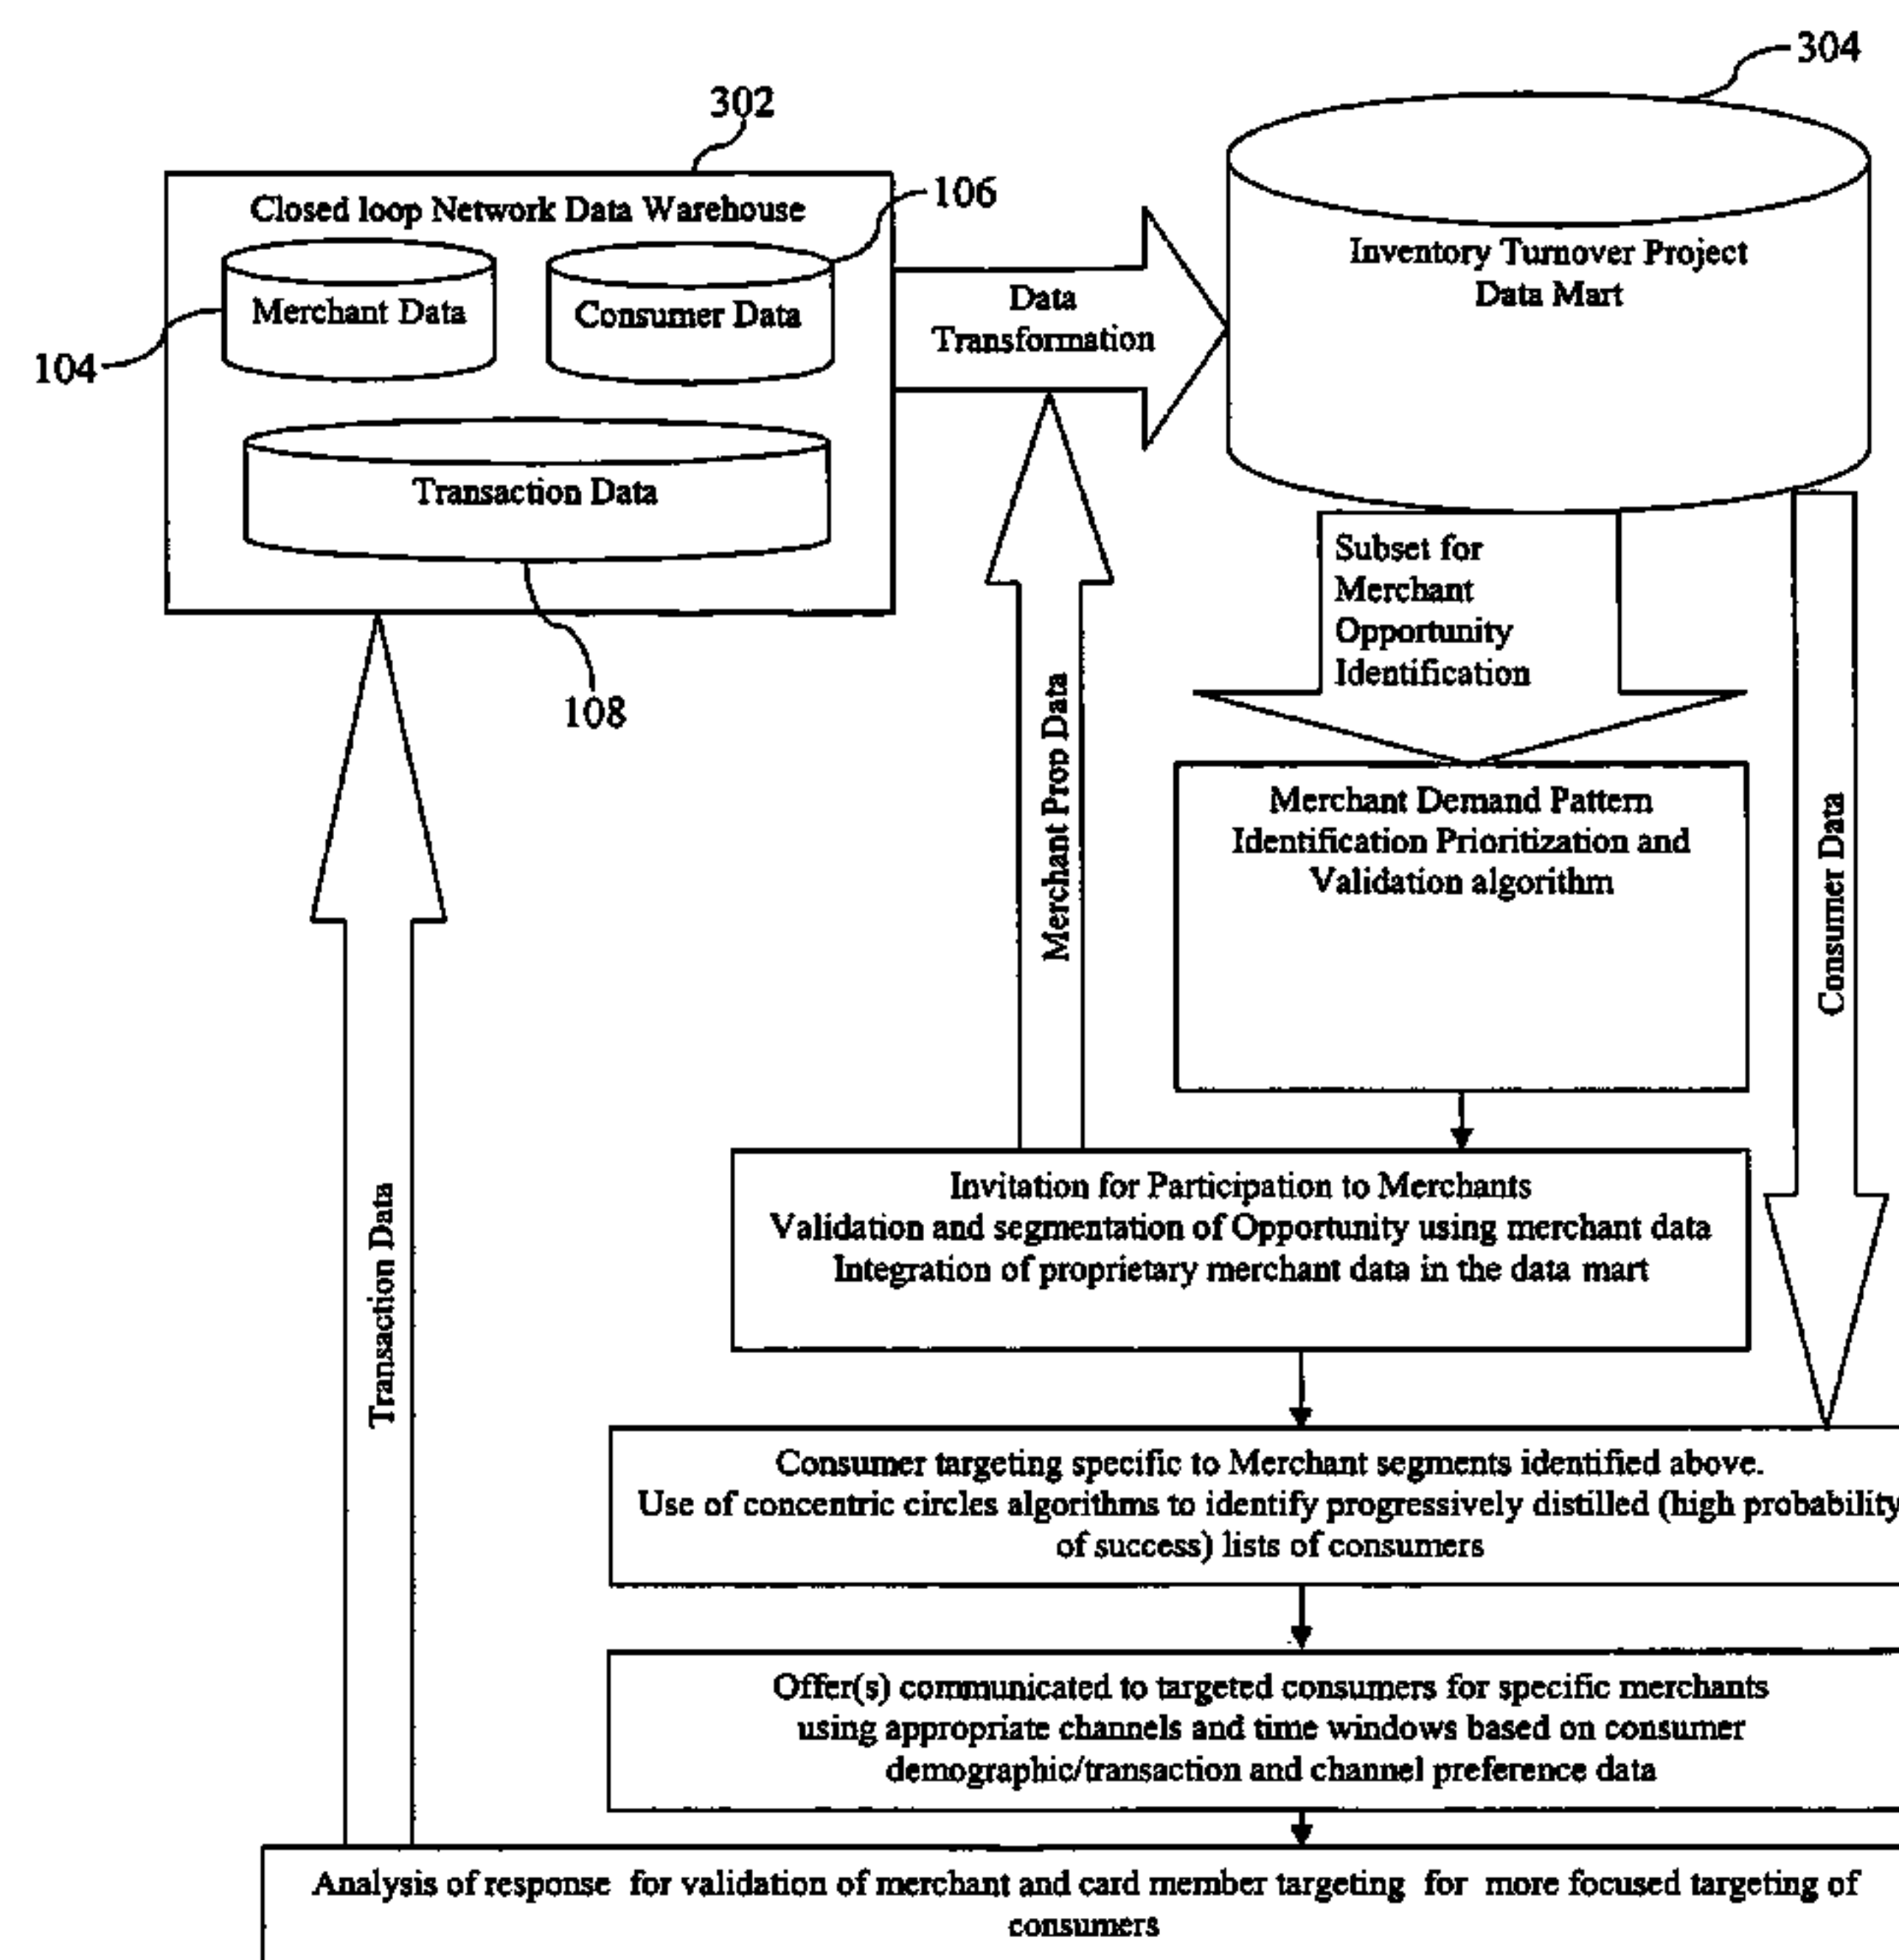 304
302
Closed loop Network Data Warehouse
106
Merchant Data
Consumer Data
104
Transaction Data
108
Data
Transformation
Inventory Turnover Project
Data Mart
Subset for
Merchant
Opportunity
Identification
Merchant Prop Data
Consumer Data
Merchant Demand Pattern
Identification Prioritization and
Validation algorithm
Transaction Data
Invitation for Participation to Merchants
Validation and segmentation of Opportunity using merchant data
Integration of proprietary merchant data in the data mart
Consumer targeting specific to Merchant segments identified above.
Use of concentric circles algorithms to identify progressively distilled (high probability
of success) lists of consumers
Offer(s) communicated to targeted consumers for specific merchants
using appropriate channels and time windows based on consumer
demographic/transaction and channel preference data
Analysis of response for validation of merchant and card member targeting for more focused targeting of
consumers